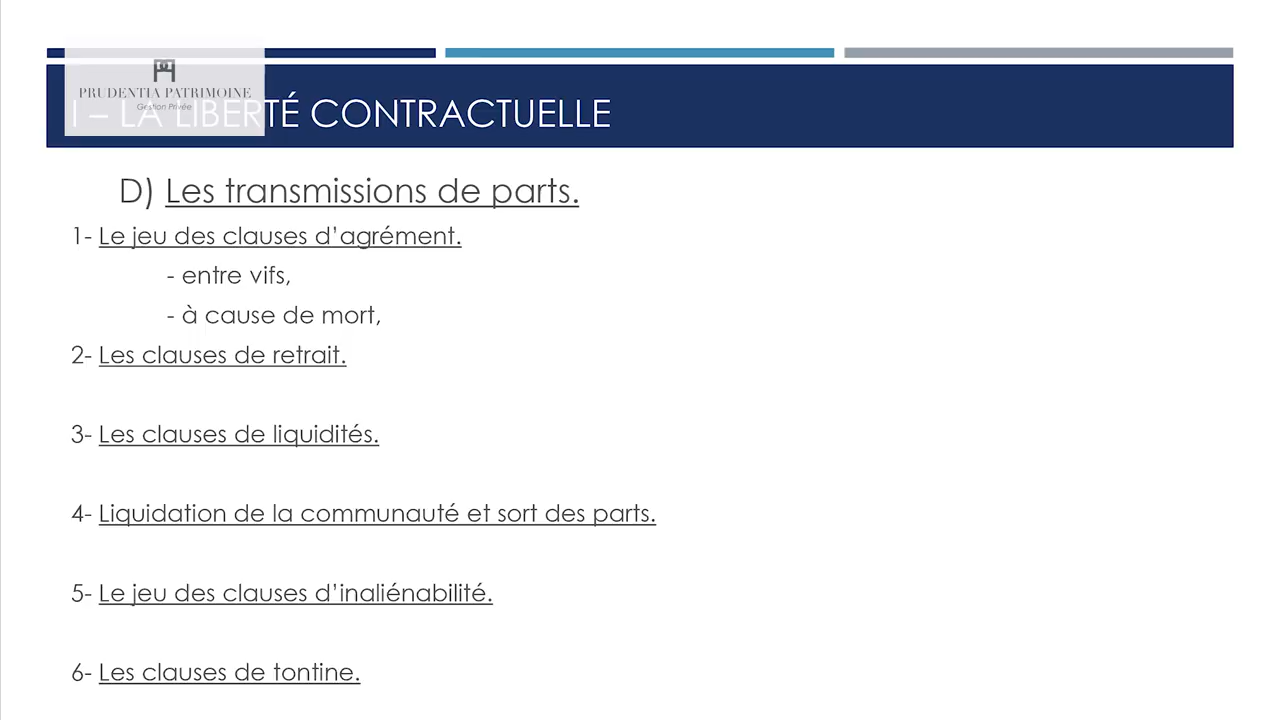 PRUDENTIA PATRIMOINE
Gestion Privée
I – LA LIBERTÉ CONTRACTUELLE
D) Les transmissions de parts.
1- Le jeu des clauses d’agrément.
- entre vifs,
- à cause de mort,
2- Les clauses de retrait.
3- Les clauses de liquidités.
4- Liquidation de la communauté et sort des parts.
5- Le jeu des clauses d’inaliénabilité.
6- Les clauses de tontine.